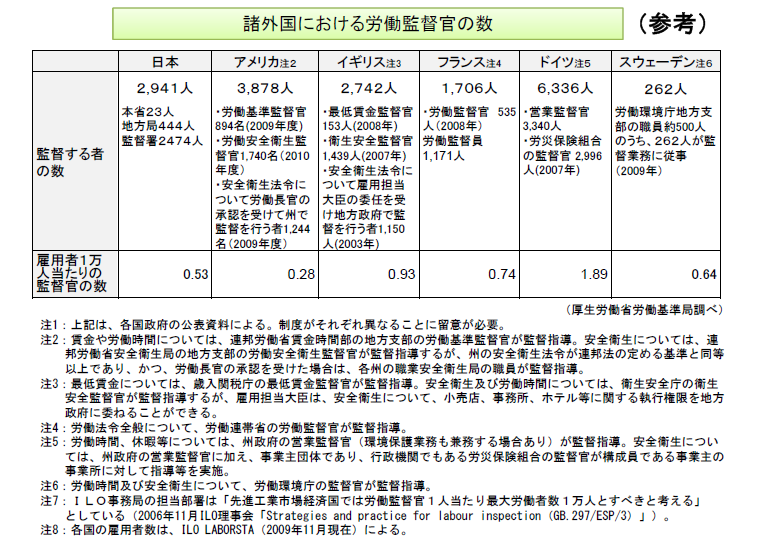 諸外国における労働監督官の数
（参考）
日本
アメリカ注2
イギリス注3
フランス注4
ドイツ注5
スウェーデン注6
監督する者
の数
2,941人
本省23人
地方局444人
監督署2474人
3,878人
・労働基準監督官
894名(2009年度)
・労働安全衛生監
督官1,740名(2010
年度)
・安全衛生法令に
ついて労働長官の
承認を受けて州で
監督を行う者1,244
名(2009年度)
2,742人
・最低賃金監督官
153人(2008年)
・衛生安全監督官
1,439人(2007年)
・安全衛生法令に
ついて雇用担当
大臣の委任を受
け地方政府で監
督を行う者1,150
人(2003年)
1,706人
・労働監督官 535
人(2008年)
労働監督員
1,171人
6,336人
・営業監督官
3,340人
・労災保険組合
の監督官 2,996
人(2007年)
262人
労働環境庁地方支
部の職員約500人
のうち、262人が監
督業務に従事
(2009年)
雇用者1万
人当たりの
監督官の数
0.53
0.28
0.93
0.74
1.89
0.64
（厚生労働省労働基準局調べ）
注1：上記は、各国政府の公表資料による。制度がそれぞれ異なることに留意が必要。
注2：賃金や労働時間については、連邦労働省賃金時間部の地方支部の労働基準監督官が監督指導。安全衛生については、連
邦労働省安全衛生局の地方支部の労働安全衛生監督官が監督指導するが、州の安全衛生法令が連邦法の定める基準と同等
以上であり、かつ、労働長官の承認を受けた場合は、各州の職業安全衛生局の職員が監督指導。
注3：最低賃金については、歳入関税庁の最低賃金監督官が監督指導。安全衛生及び労働時間については、衛生安全庁の衛生
安全監督官が監督指導するが、雇用担当大臣は、安全衛生について、小売店、事務所、ホテル等に関する執行権限を地方
政府に委ねることができる。
注4：労働法令全般について、労働連帯省の労働監督官が監督指導。
注5：労働時間、休暇等については、州政府の営業監督官（環境保護業務も兼務する場合あり）が監督指導。安全衛生につい
ては、州政府の営業監督官に加え、事業主団体であり、行政機関でもある労災保険組合の監督官が構成員である事業主の
事業所に対して指導等を実施。
注6：労働時間及び安全衛生について、労働環境庁の監督官が監督指導。
注7：ＩＬＯ事務局の担当部署は「先進工業市場経済国では労働監督官１人当たり最大労働者数１万人とすべきと考える」
としている（2006年11月ILO理事会「Strategies and practice for labour inspection（GB.297/ESP/3）」）。
注8：各国の雇用者数は、ILO LABORSTA（2009年11月現在）による。